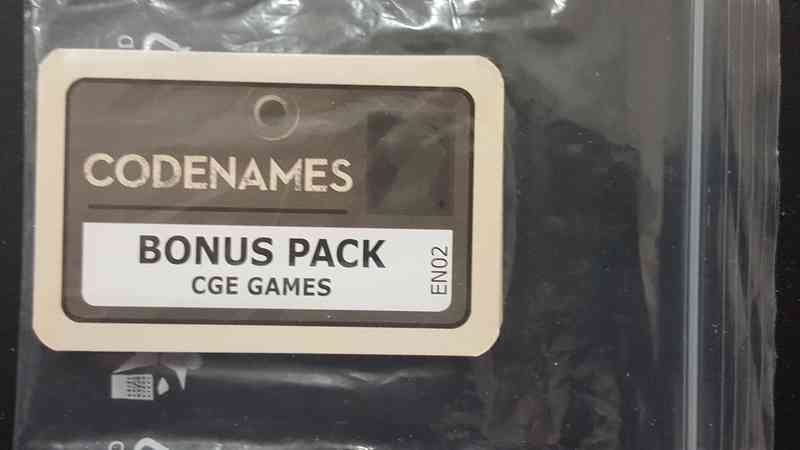 CODENAMES
BONUS PACK
CGE GAMES
EN02